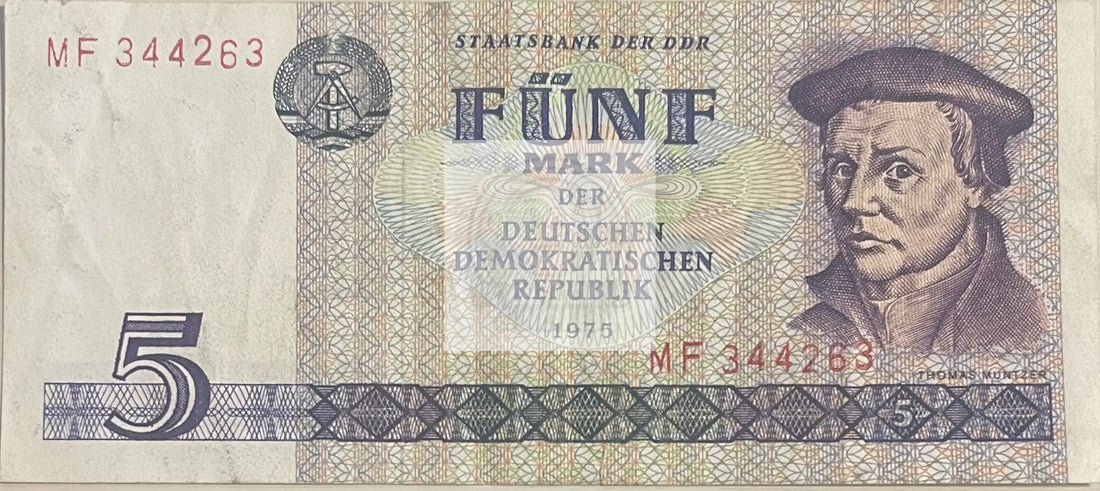 MF 344263
STAATSBANK DER DDR
FÜNF
MARK
DER
DEUTSCHEN
DEMOKRATISCHEN
REPUBLIK
1975
MF 344263
THOMAS MÜNTZER
5
5